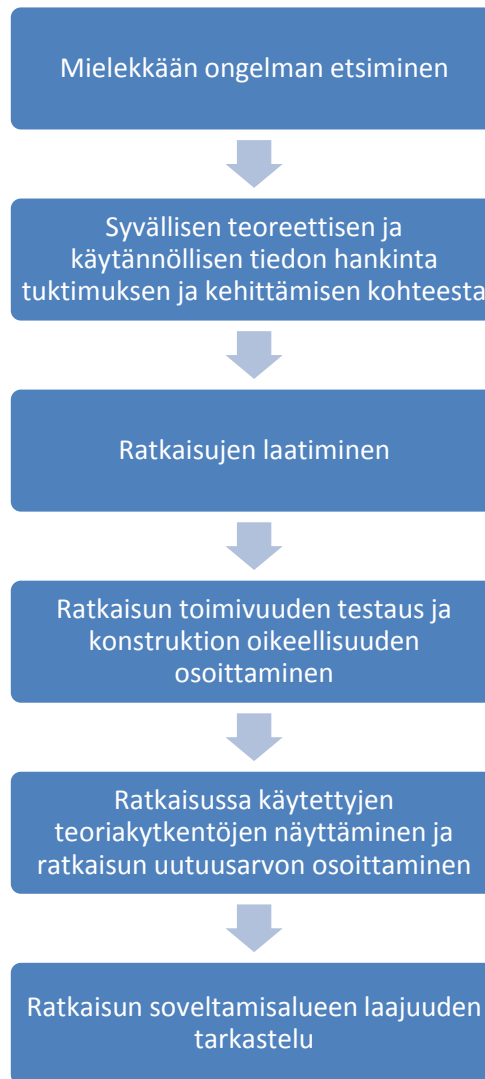 Mielekkään ongelman etsiminen
Syvällisen teoreettisen ja
käytännöllisen tiedon hankinta
tuktimuksen ja kehittämisen kohteesta
Ratkaisujen laatiminen
Ratkaisun toimivuuden testaus ja
konstruktion oikeellisuuden
osoittaminen
Ratkaisussa käytettyjen
teoriakytkentöjen näyttäminen ja
ratkaisun uutuusarvon osoittaminen
Ratkaisun soveltamisalueen laajuuden
tarkastelu